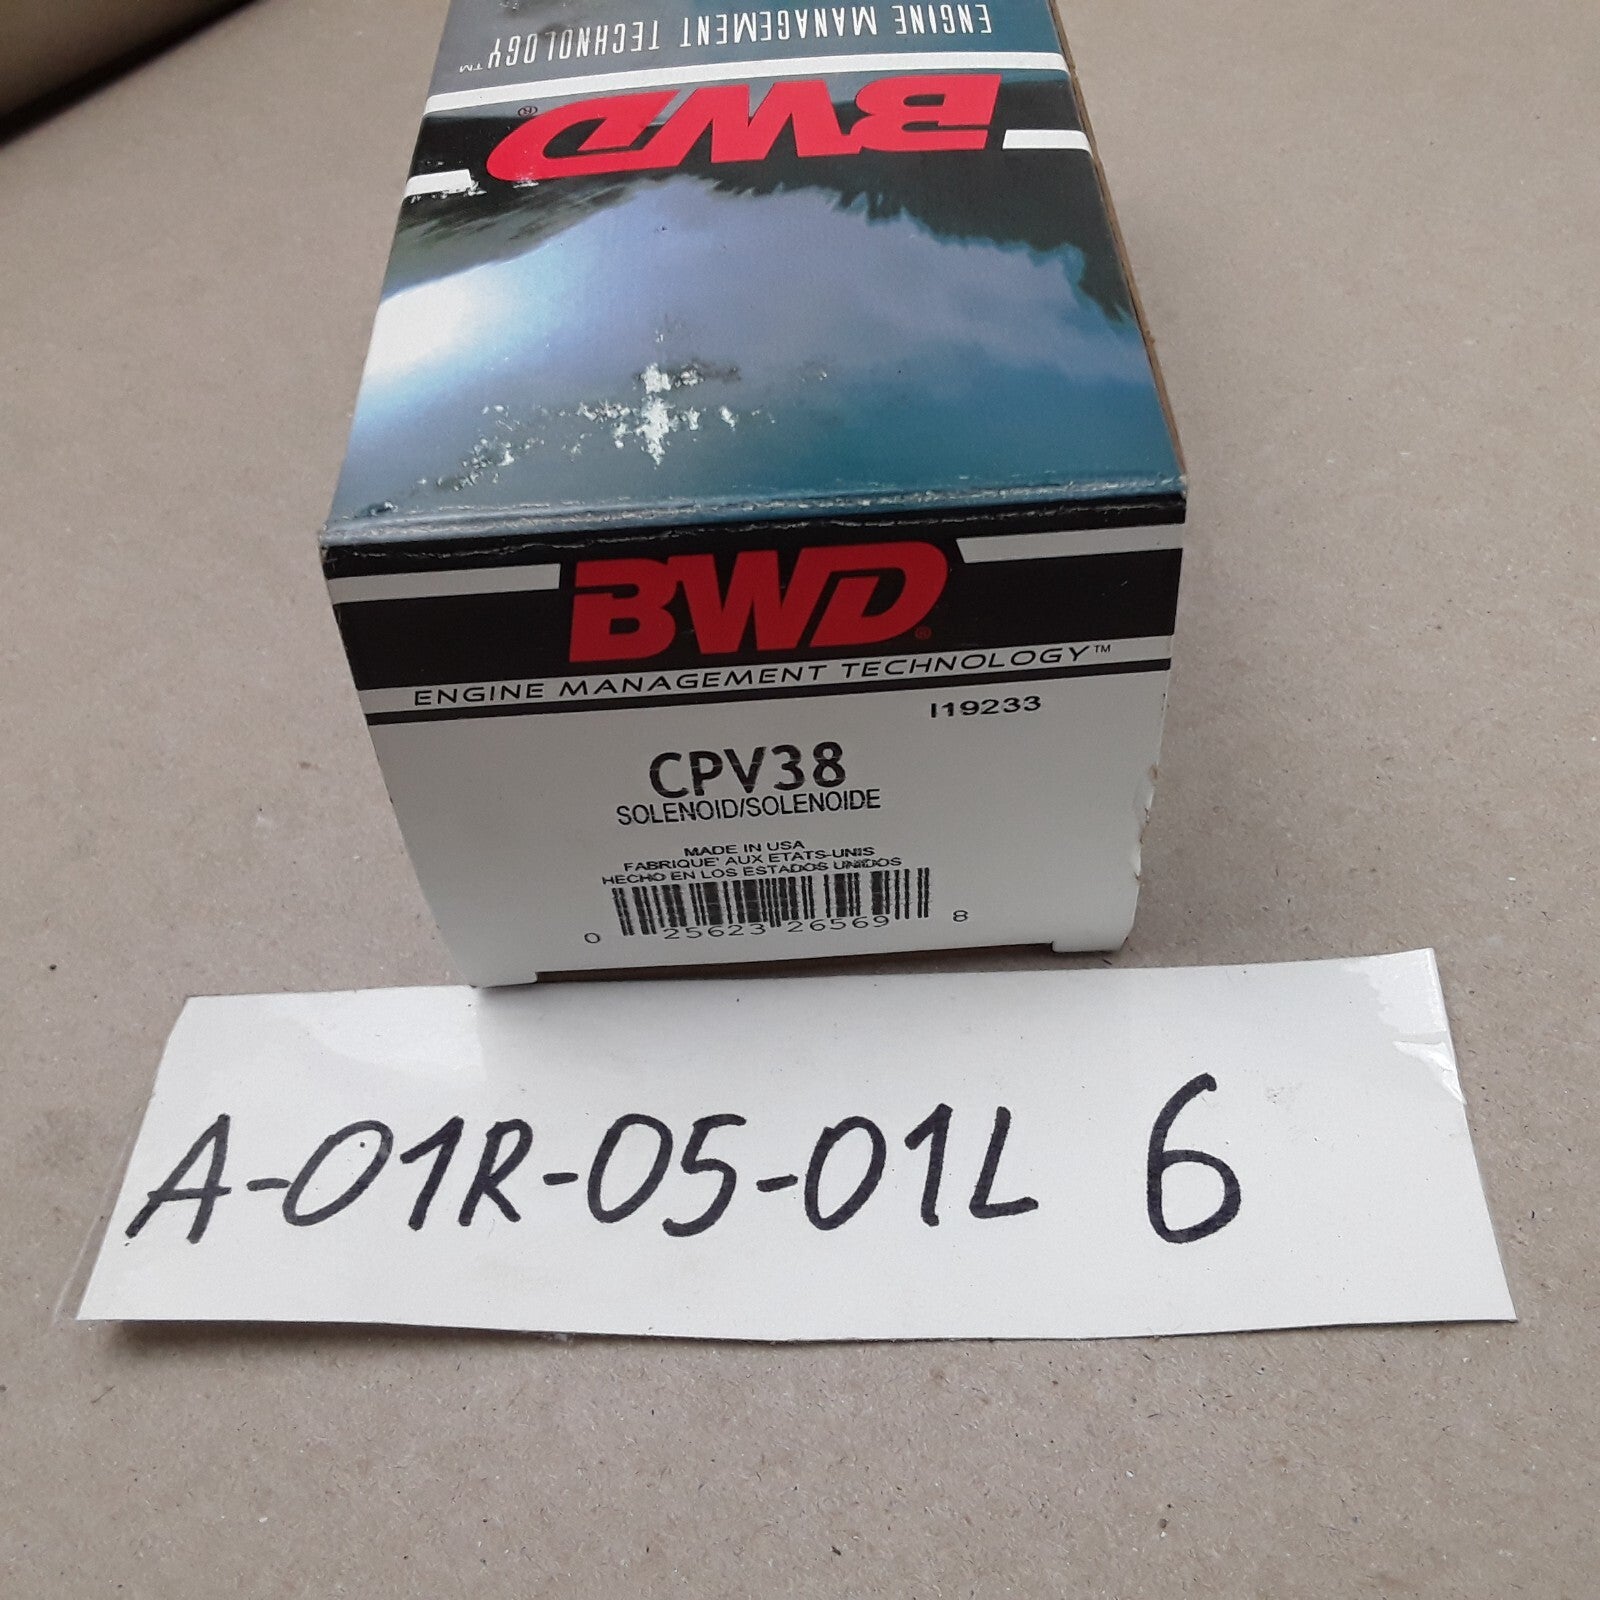 ENGINE MANAGEMENT TECHNOLOGY™
BWD®
BWD®
ENGINE MANAGEMENT TECHNOLOGY™
I19233
CPV38
SOLENOID/SOLENOIDE
MADE IN USA
FABRIQUE' AUX ETATS-UNIS
HECHO EN LOS ESTADOS UNIDOS
0 25623 26569 8
A-01R-05-01L 6